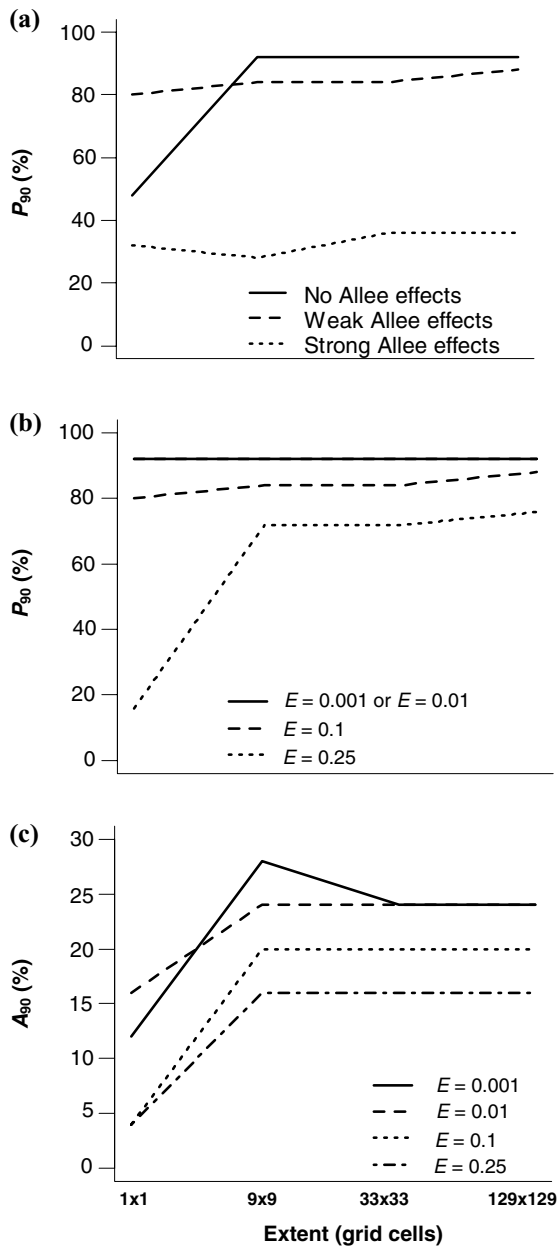 (a)
100
80
60
40
20
0
P90 (%)
No Allee effects
Weak Allee effects
Strong Allee effects
(b)
100
80
60
40
20
0
P90 (%)
E = 0.001 or E = 0.01
E = 0.1
E = 0.25
(c)
30
25
20
15
10
5
0
A90 (%)
E = 0.001
E = 0.01
E = 0.1
E = 0.25
1x1 9x9 33x33 129x129
Extent (grid cells)